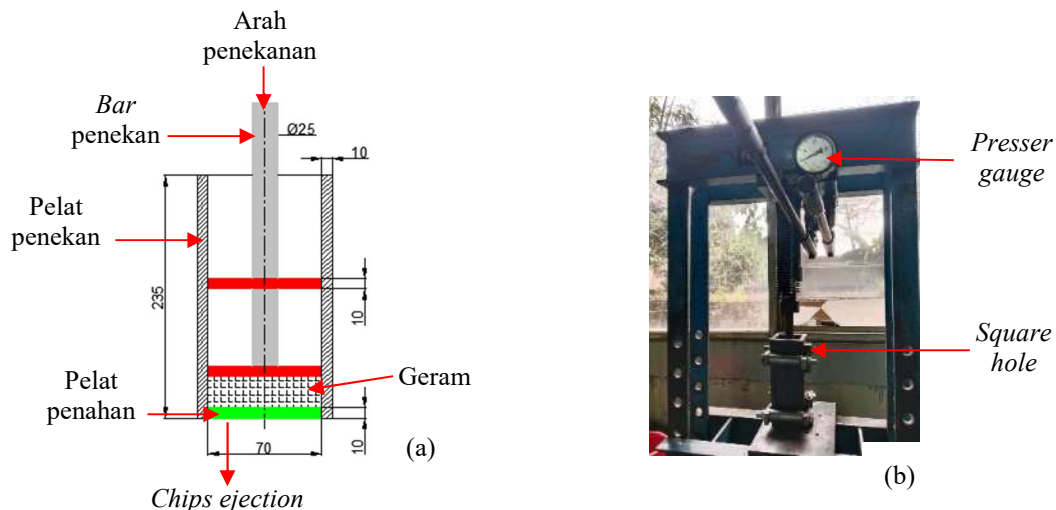 Arah
penekanan
Bar
penekan
Ø25
10
Pelat
penekan
235
10
Pelat
penahan
Geram
10
70
(a)
Chips ejection
Presser
gauge
Square
hole
(b)